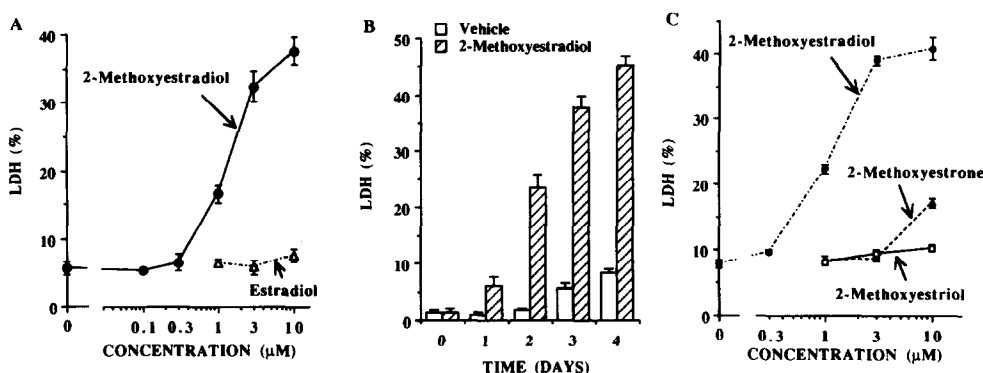 A
2-Methoxyestradiol
Estradiol
LDH (%)
40
30
20
10
0
0 0.1 0.3 1 3 10
CONCENTRATION (µM)
B
Vehicle
2-Methoxyestradiol
LDH (%)
50
40
30
20
10
0
0 1 2 3 4
TIME (DAYS)
C
2-Methoxyestradiol
2-Methoxyestrone
2-Methoxyestriol
LDH (%)
50
40
30
20
10
0
0 0.3 1 3 10
CONCENTRATION (µM)